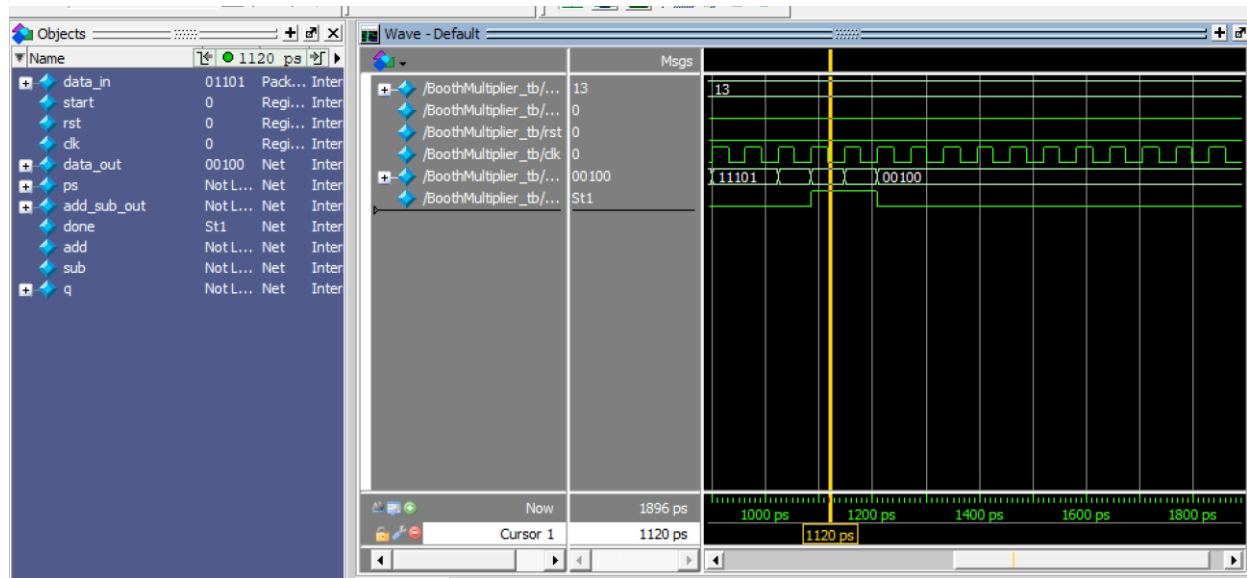 Objects
Wave - Default
Name 1120 ps
Msgs
data_in 01101 Pack... Inter
start 0 Regi... Inter
rst 0 Regi... Inter
clk 0 Regi... Inter
data_out 00100 Net Inter
ps Not L... Net Inter
add_sub_out Not L... Net Inter
done St1 Net Inter
add Not L... Net Inter
sub Not L... Net Inter
q Not L... Net Inter
/BoothMultiplier_tb/... 13 13
/BoothMultiplier_tb/... 0
/BoothMultiplier_tb/rst 0
/BoothMultiplier_tb/clk 0
/BoothMultiplier_tb/... 00100 11101 00100
/BoothMultiplier_tb/... St1
Now 1896 ps
1000 ps 1200 ps 1400 ps 1600 ps 1800 ps
Cursor 1 1120 ps
1120 ps